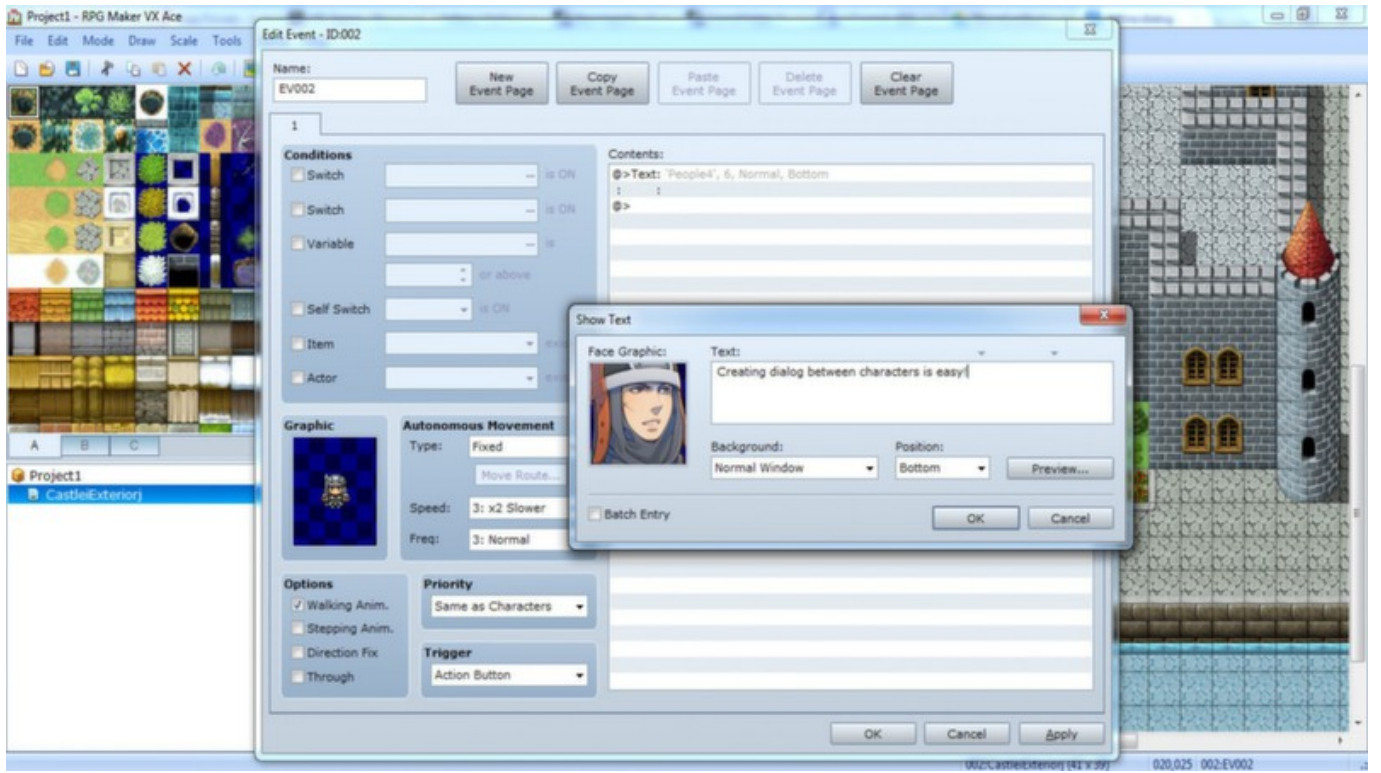 Project1 - RPG Maker VX Ace
File Edit Mode Draw Scale Tools
Edit Event - ID:002
Name:
EV002
New Event Page
Copy Event Page
Paste Event Page
Delete Event Page
Clear Event Page
1
Conditions
Switch is ON
Switch is ON
Variable is
or above
Self Switch is ON
Item
Actor
Graphic
Autonomous Movement
Type: Fixed
Move Route...
Speed: 3: x2 Slower
Freq: 3: Normal
Options
Walking Anim.
Stepping Anim.
Direction Fix
Through
Priority
Same as Characters
Trigger
Action Button
Contents:
@>Text: 'People4', 6, Normal, Bottom
: :
@>
Show Text
Face Graphic:
Text:
Creating dialog between characters is easy!
Background:
Normal Window
Position:
Bottom
Preview...
Batch Entry
OK Cancel
OK Cancel Apply
A B C
Project1
CastleiExteriorj
002:CastleiExteriorj (41 x 39) 020,025 002:EV002